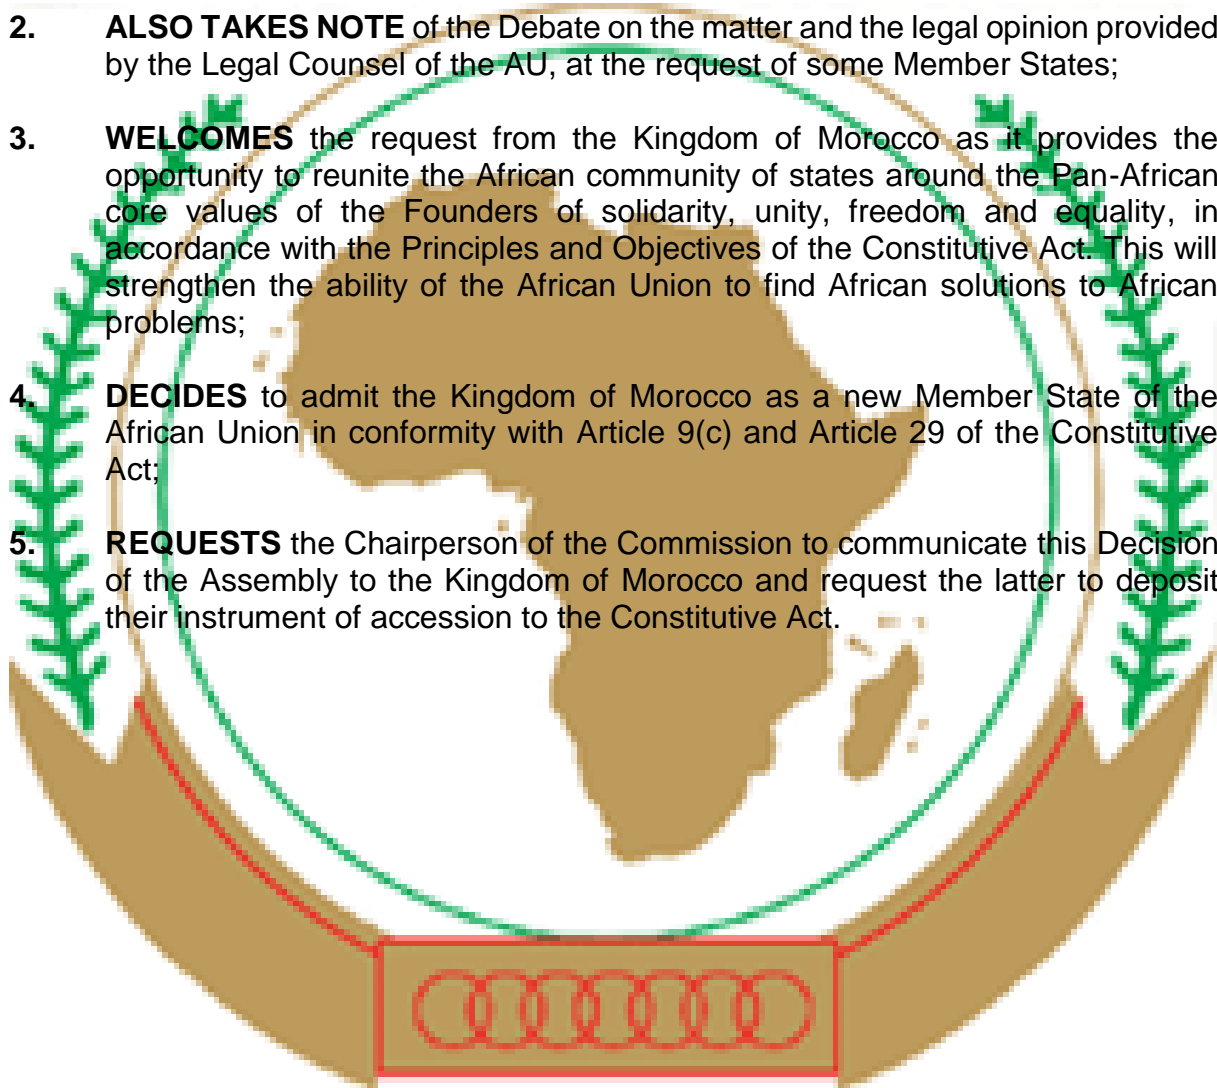 2. ALSO TAKES NOTE of the Debate on the matter and the legal opinion provided
by the Legal Counsel of the AU, at the request of some Member States;
3. WELCOMES the request from the Kingdom of Morocco as it provides the
opportunity to reunite the African community of states around the Pan-African
core values of the Founders of solidarity, unity, freedom and equality, in
accordance with the Principles and Objectives of the Constitutive Act. This will
strengthen the ability of the African Union to find African solutions to African
problems;
4. DECIDES to admit the Kingdom of Morocco as a new Member State of the
African Union in conformity with Article 9(c) and Article 29 of the Constitutive
Act;
5. REQUESTS the Chairperson of the Commission to communicate this Decision
of the Assembly to the Kingdom of Morocco and request the latter to deposit
their instrument of accession to the Constitutive Act.